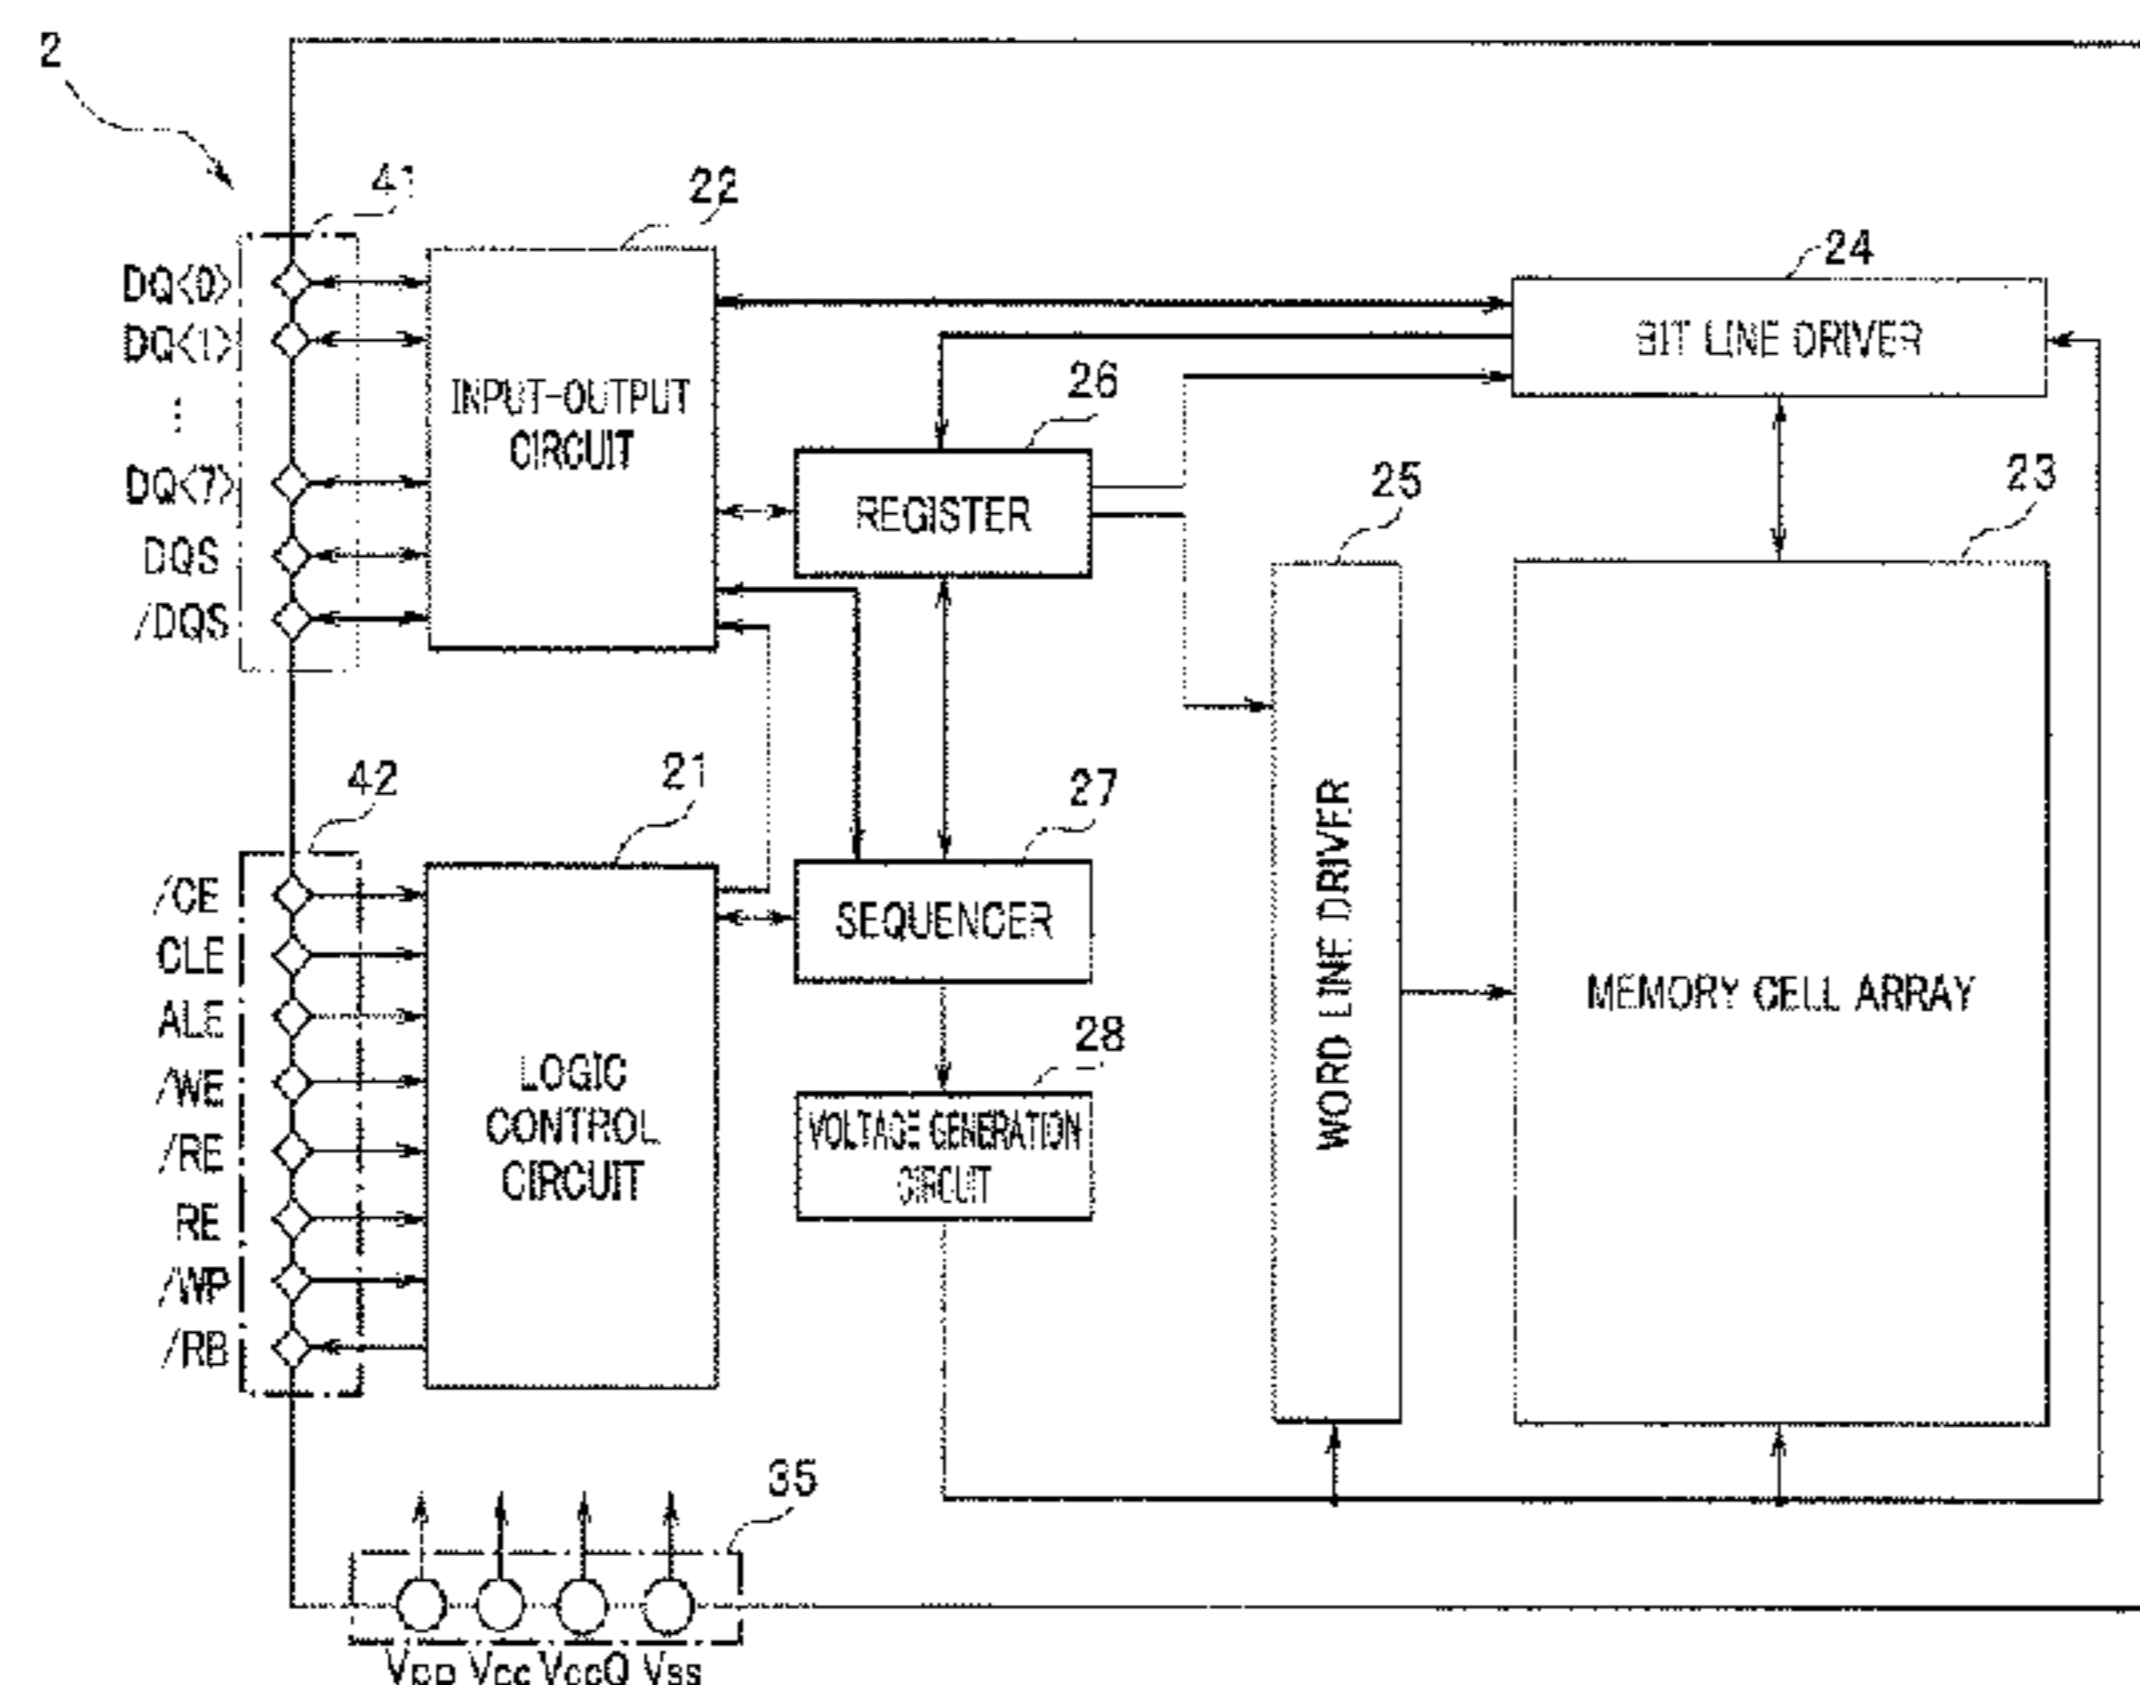 2
41
22
24
DQ<0>
DQ<1>
BIT LINE DRIVER
INPUT-OUTPUT
CIRCUIT
26
DQ<7>
REGISTER
25
23
DQS
/DQS
42
21
27
/CE
SEQUENCER
CLE
ALE
WORD LINE DRIVER
MEMORY CELL ARRAY
/WE
LOGIC
CONTROL
CIRCUIT
28
/RE
VOLTAGE GENERATION
CIRCUIT
RE
/WP
/RB
35
Vpp Vcc VccQ Vss